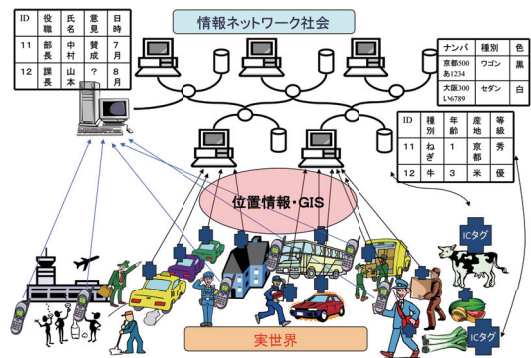 情報ネットワーク社会
ID 役職 氏名 意見 日時
11 部長 中村 賛成 7月
12 課長 山本 ? 8月
ナンバ 種別 色
京都500 あ1234 ワゴン 黒
大阪300 い6789 セダン 白
ID 種別 年齢 産地 等級
11 ねぎ 1 京都 秀
12 牛 3 米 優
位置情報・GIS
ICタグ
ICタグ
実世界